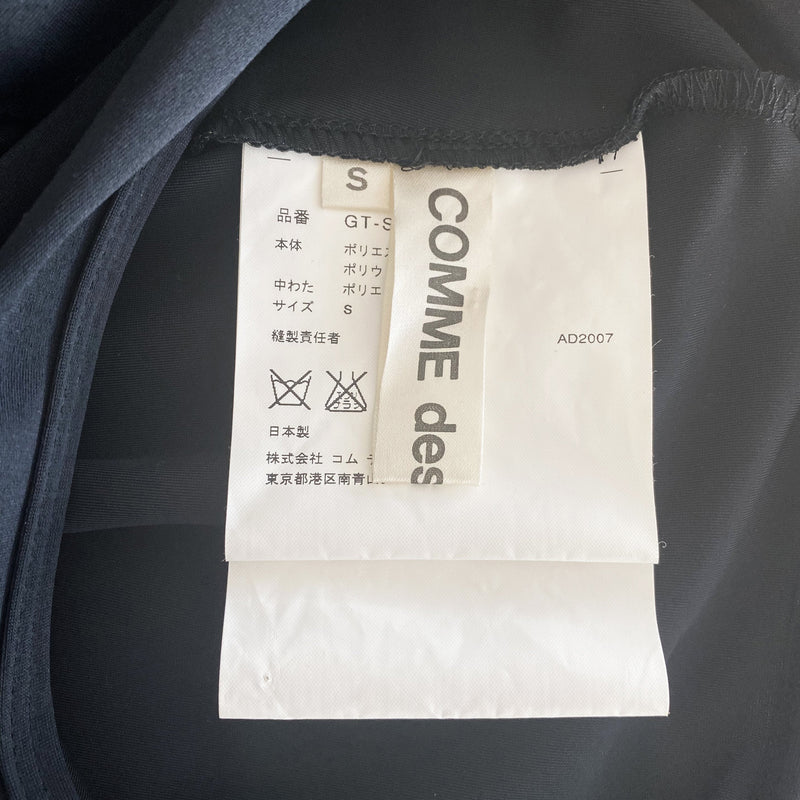 S
品番 GT-S
本体 ポリエス
ポリウ
中わた ポリエ
サイズ S
縫製責任者
AD2007
日本製
株式会社 コム デ
東京都港区南青山
COMME des